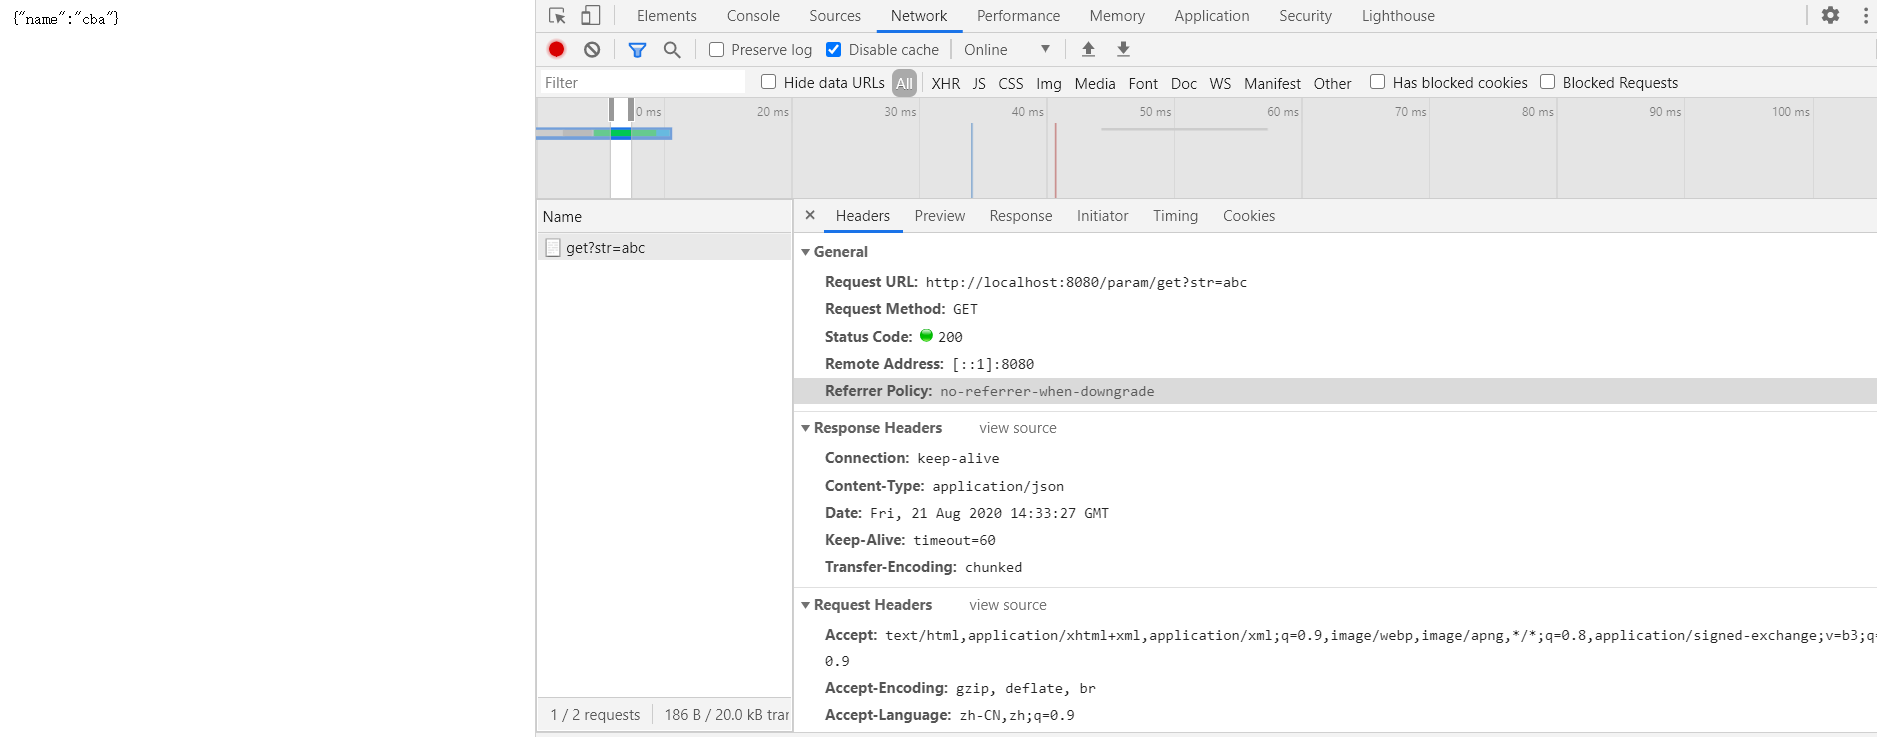 {"name":"cba"}
Elements Console Sources Network Performance Memory Application Security Lighthouse
Preserve log Disable cache Online
Filter Hide data URLs All XHR JS CSS Img Media Font Doc WS Manifest Other Has blocked cookies Blocked Requests
0 ms 20 ms 30 ms 40 ms 50 ms 60 ms 70 ms 80 ms 90 ms 100 ms
Name
get?str=abc
1 / 2 requests 186 B / 20.0 kB
Headers Preview Response Initiator Timing Cookies
General
Request URL: http://localhost:8080/param/get?str=abc
Request Method: GET
Status Code: 200
Remote Address: [::1]:8080
Referrer Policy: no-referrer-when-downgrade
Response Headers view source
Connection: keep-alive
Content-Type: application/json
Date: Fri, 21 Aug 2020 14:33:27 GMT
Keep-Alive: timeout=60
Transfer-Encoding: chunked
Request Headers view source
Accept: text/html,application/xhtml+xml,application/xml;q=0.9,image/webp,image/apng,*/*;q=0.8,application/signed-exchange;v=b3;q=
0.9
Accept-Encoding: gzip, deflate, br
Accept-Language: zh-CN,zh;q=0.9